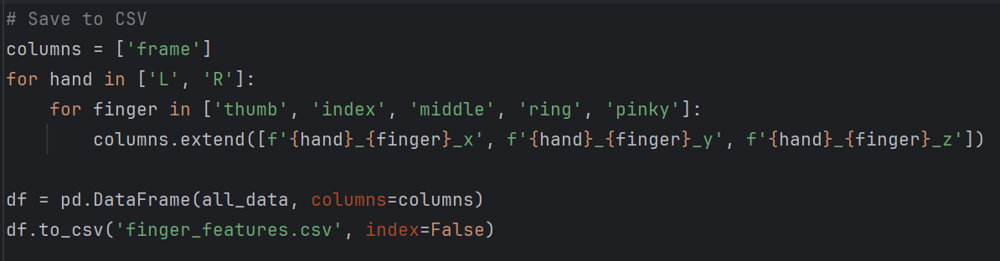 # Save to CSV
columns = ['frame']
for hand in ['L', 'R']:
    for finger in ['thumb', 'index', 'middle', 'ring', 'pinky']:
        columns.extend([f'{hand}_{finger}_x', f'{hand}_{finger}_y', f'{hand}_{finger}_z'])

df = pd.DataFrame(all_data, columns=columns)
df.to_csv('finger_features.csv', index=False)